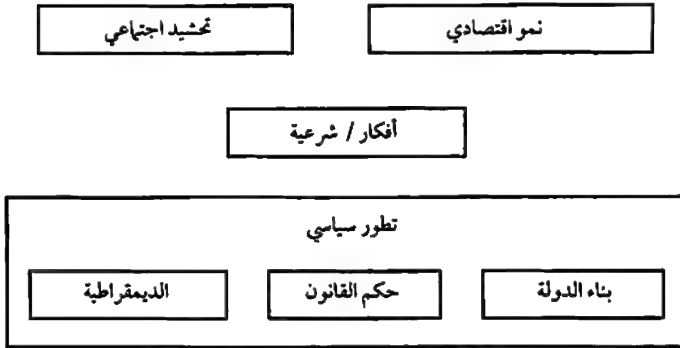 نمو اقتصادي
تحشيد اجتماعي
أفكار / شرعية
تطور سياسي
بناء الدولة
حكم القانون
الديمقراطية